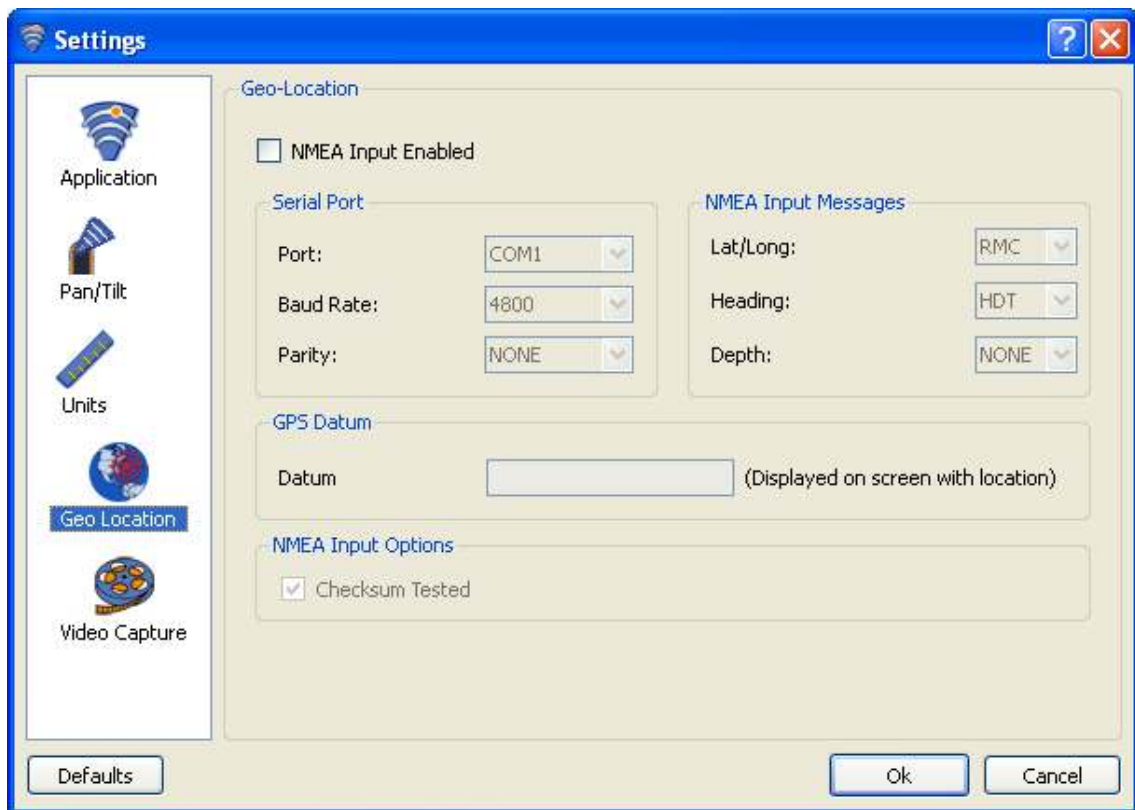 Settings
Application
Pan/Tilt
Units
Geo Location
Video Capture
Geo-Location
NMEA Input Enabled
Serial Port
Port: COM1
Baud Rate: 4800
Parity: NONE
NMEA Input Messages
Lat/Long: RMC
Heading: HDT
Depth: NONE
GPS Datum
Datum (Displayed on screen with location)
NMEA Input Options
Checksum Tested
Defaults
Ok
Cancel